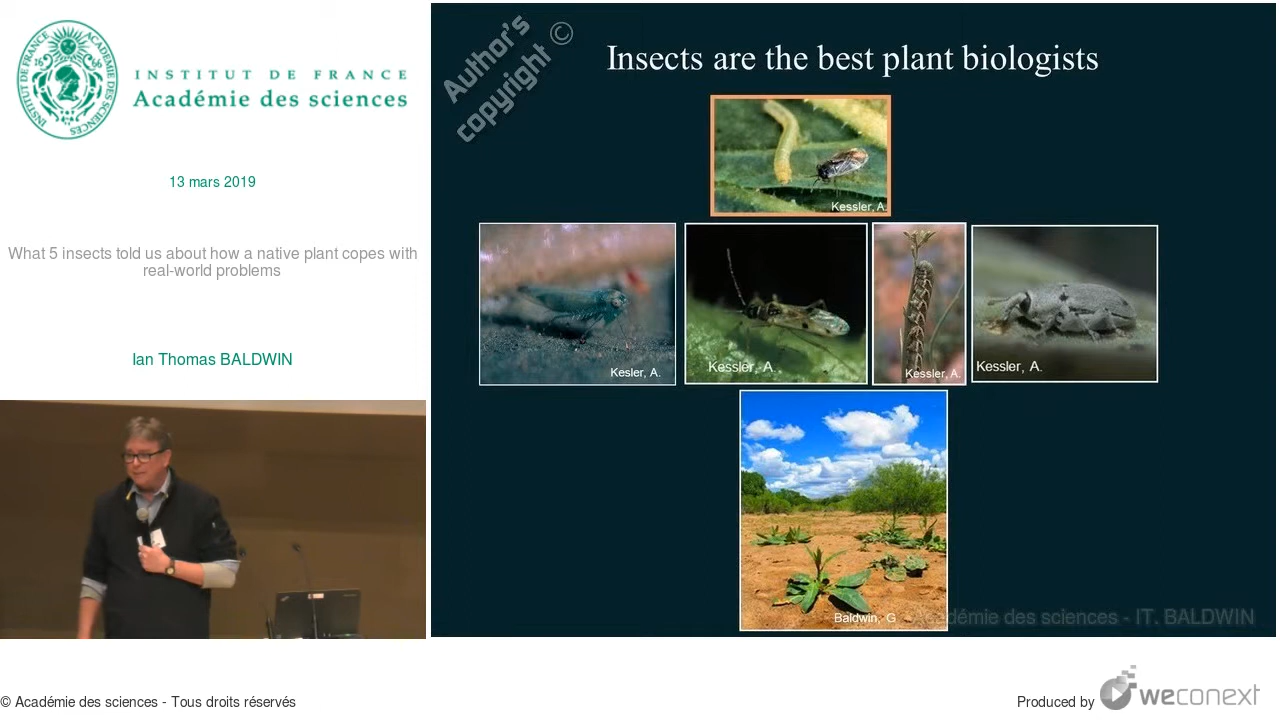 INSTITUT DE FRANCE
Académie des sciences
13 mars 2019
What 5 insects told us about how a native plant copes with
real-world problems
Ian Thomas BALDWIN
Author's
copyright ©
Insects are the best plant biologists
Kessler, A.
Kesler, A.
Kessler, A.
Kessler, A.
Kessler, A.
Baldwin, G
Académie des sciences - IT. BALDWIN
© Académie des sciences - Tous droits réservés
Produced by weconext